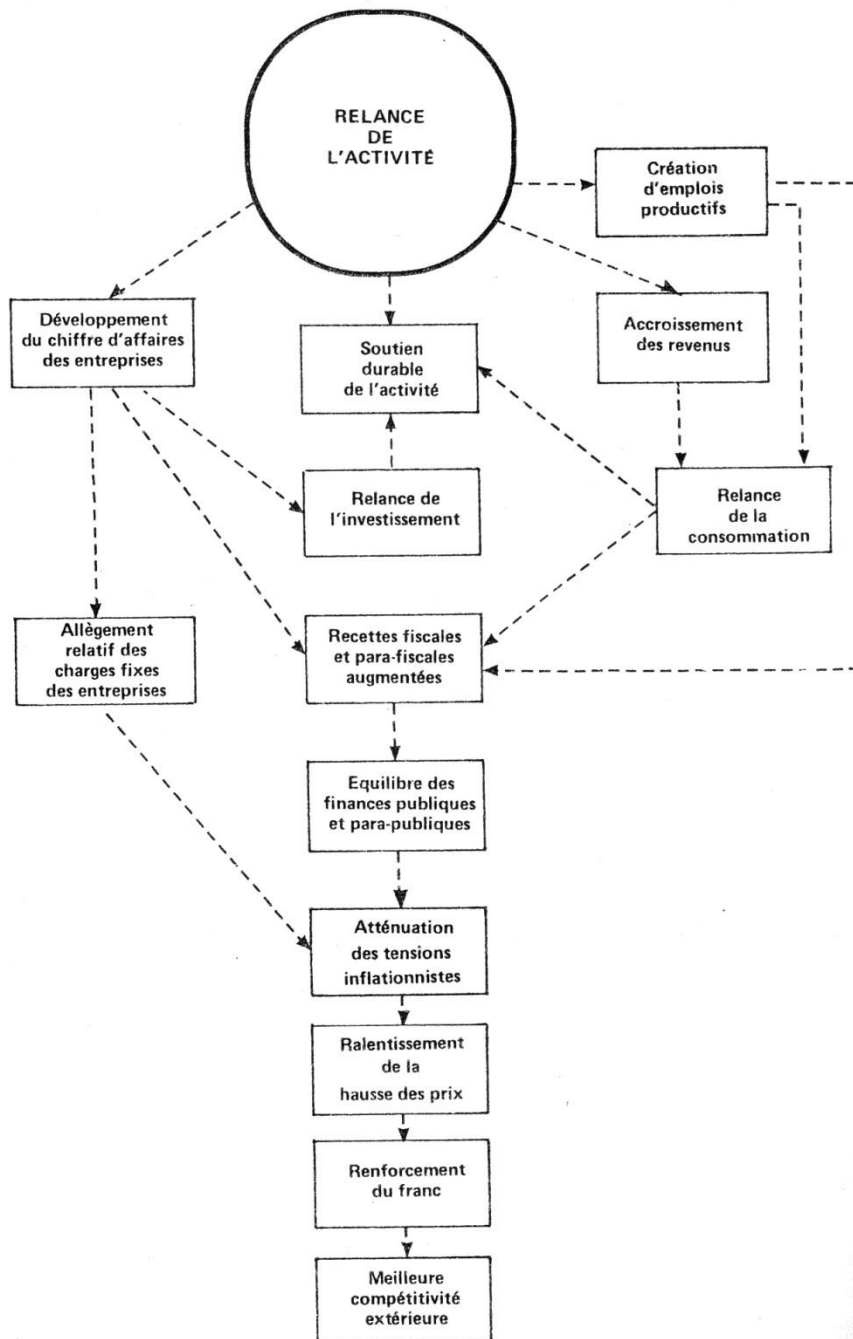 RELANCE
DE
L'ACTIVITÉ
Création
d'emplois
productifs
Développement
du chiffre d'affaires
des entreprises
Soutien
durable
de l'activité
Accroissement
des revenus
Relance de
l'investissement
Relance
de la
consommation
Allègement
relatif des
charges fixes
des entreprises
Recettes fiscales
et para-fiscales
augmentées
Equilibre des
finances publiques
et para-publiques
Atténuation
des tensions
inflationnistes
Ralentissement
de la
hausse des prix
Renforcement
du franc
Meilleure
compétitivité
extérieure